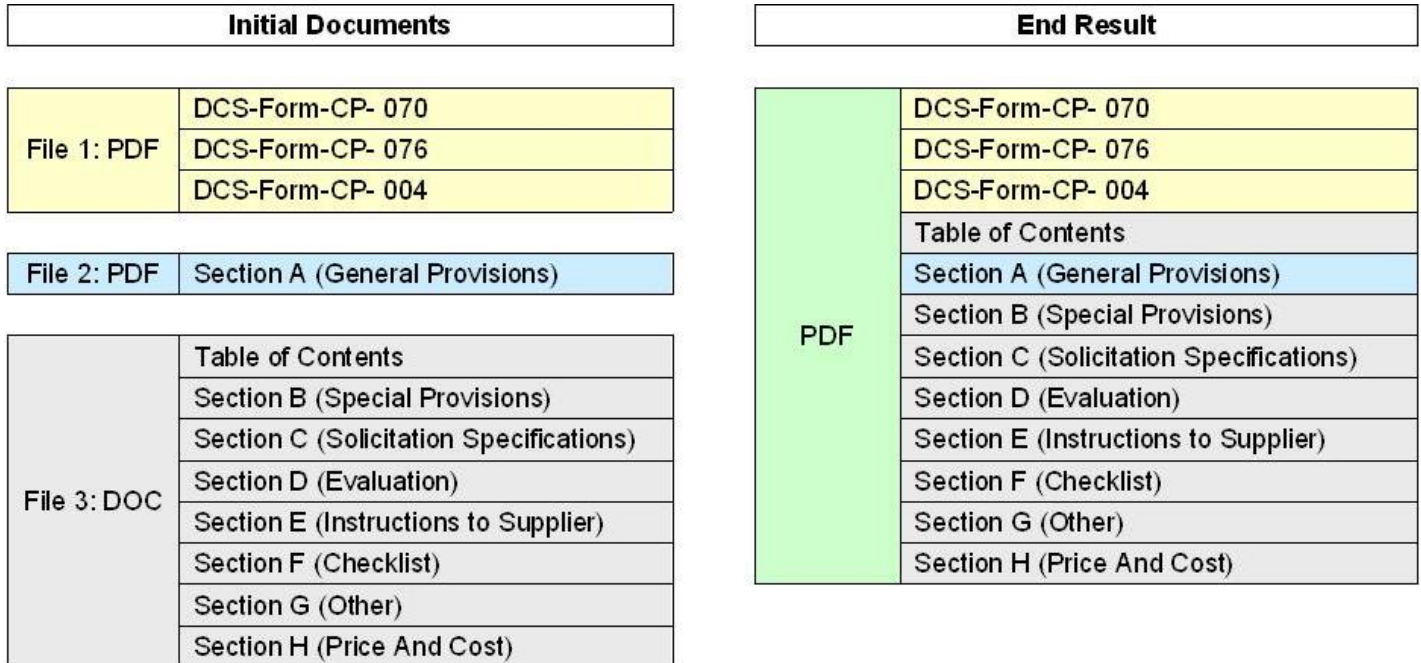 Initial Documents
File 1: PDF
DCS-Form-CP- 070
DCS-Form-CP- 076
DCS-Form-CP- 004
File 2: PDF
Section A (General Provisions)
File 3: DOC
Table of Contents
Section B (Special Provisions)
Section C (Solicitation Specifications)
Section D (Evaluation)
Section E (Instructions to Supplier)
Section F (Checklist)
Section G (Other)
Section H (Price And Cost)
End Result
PDF
DCS-Form-CP- 070
DCS-Form-CP- 076
DCS-Form-CP- 004
Table of Contents
Section A (General Provisions)
Section B (Special Provisions)
Section C (Solicitation Specifications)
Section D (Evaluation)
Section E (Instructions to Supplier)
Section F (Checklist)
Section G (Other)
Section H (Price And Cost)